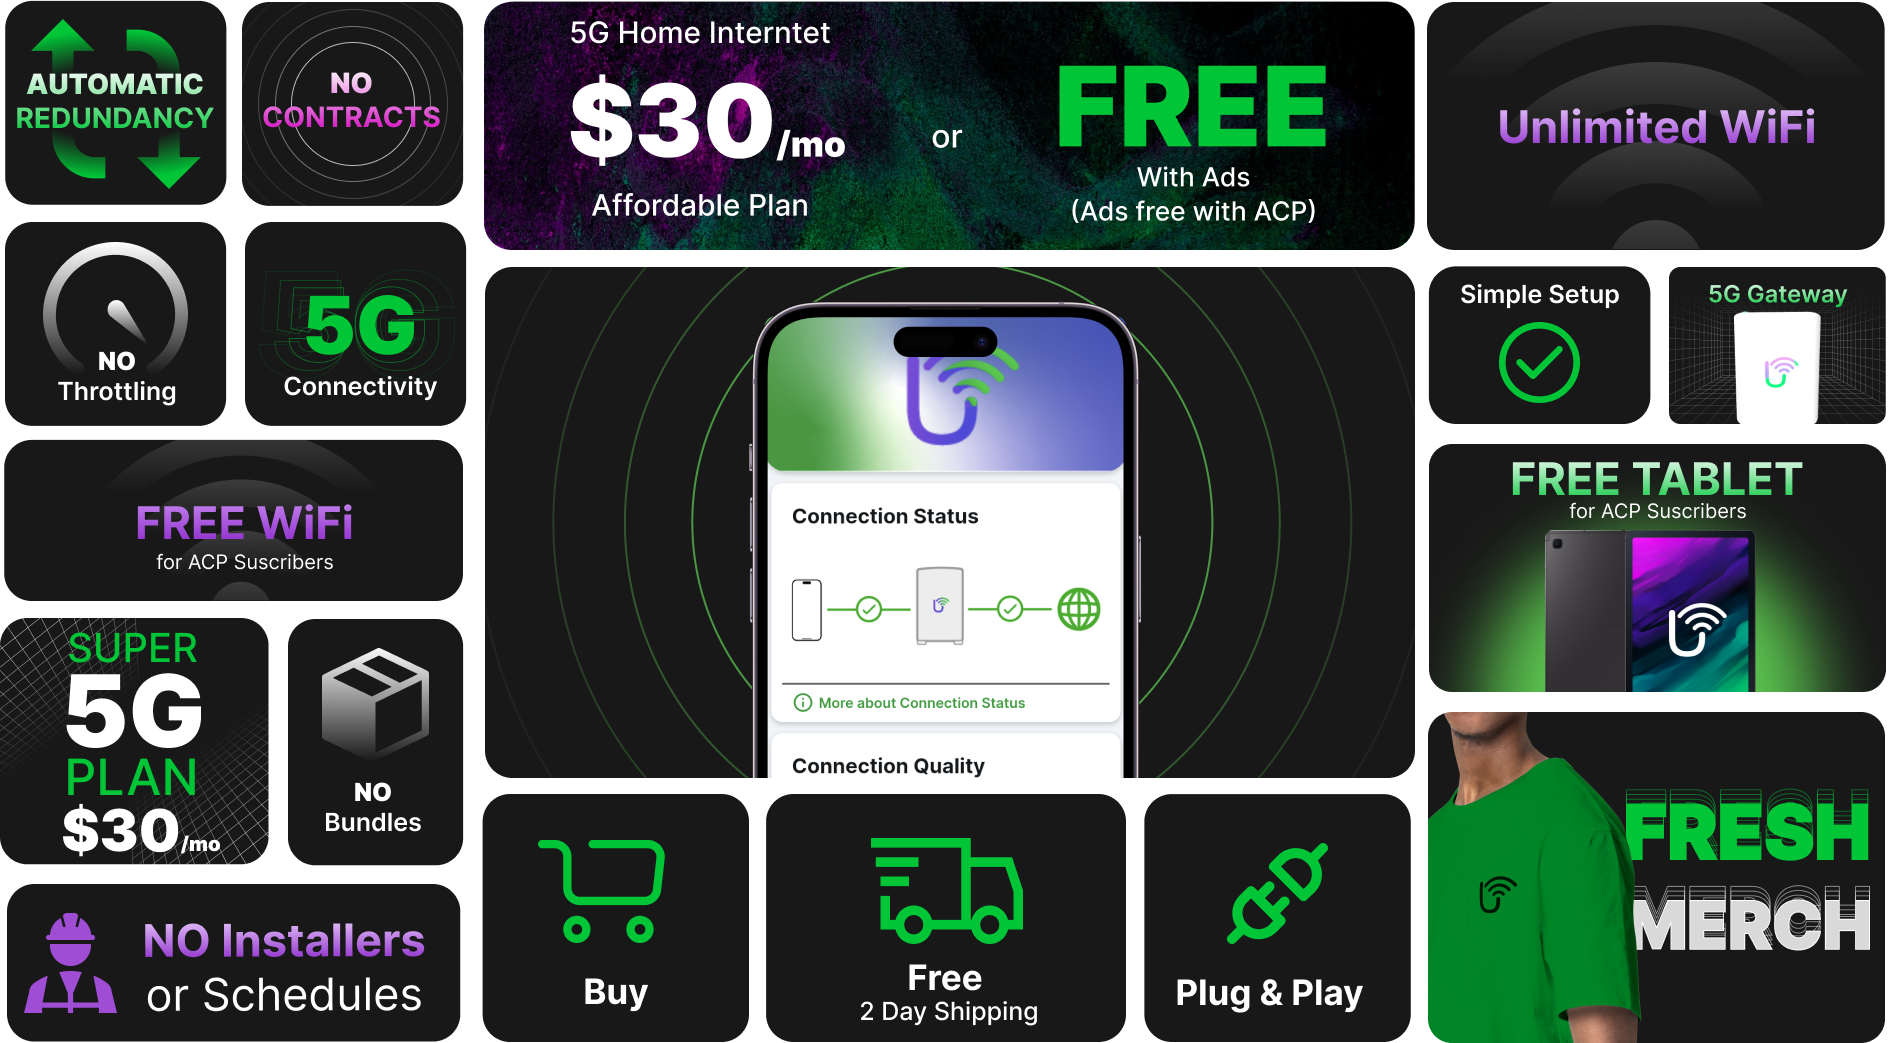 AUTOMATIC
REDUNDANCY
NO
CONTRACTS
5G Home Interntet
$30/mo
Affordable Plan
or
FREE
With Ads
(Ads free with ACP)
Unlimited WiFi
NO
Throttling
5G
Connectivity
Simple Setup
5G Gateway
FREE WiFi
for ACP Suscribers
Connection Status
More about Connection Status
Connection Quality
FREE TABLET
for ACP Suscribers
SUPER
5G
PLAN
$30/mo
NO
Bundles
FRESH
MERCH
NO Installers
or Schedules
Buy
Free
2 Day Shipping
Plug & Play